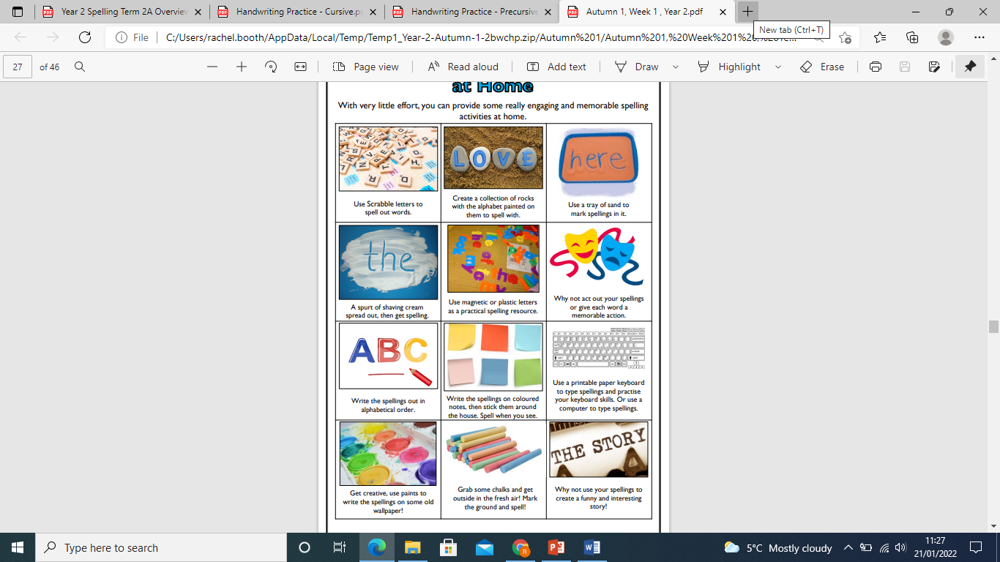 Year 2 Spelling Term 2A Overview
Handwriting Practice - Cursive.p
Handwriting Practice - Precursive
Autumn 1, Week 1 , Year 2.pdf
New tab (Ctrl+T)
File
C:/Users/rachel.booth/AppData/Local/Temp/Temp1_Year-2-Autumn-1-2bwchp.zip/Autumn%201/Autumn%201,%20Week%201%20,%20Ye...
27 of 46
Page view
Read aloud
Add text
Draw
Highlight
Erase
at Home
With very little effort, you can provide some really engaging and memorable spelling
activities at home.
Use Scrabble letters to
spell out words.
LOVE
Create a collection of rocks
with the alphabet painted on
them to spell with.
here
Use a tray of sand to
mark spellings in it.
the
A spurt of shaving cream
spread out, then get spelling.
Use magnetic or plastic letters
as a practical spelling resource.
Why not act out your spellings
or give each word a
memorable action.
ABC
Write the spellings out in
alphabetical order.
Write the spellings on coloured
notes, then stick them around
the house. Spell when you see.
Use a printable paper keyboard
to type spellings and practise
your keyboard skills. Or use a
computer to type spellings.
Get creative, use paints to
write the spellings on some old
wallpaper!
Grab some chalks and get
outside in the fresh air! Mark
the ground and spell!
THE STORY
Why not use your spellings to
create a funny and interesting
story!
Type here to search
5°C Mostly cloudy
11:27
21/01/2022